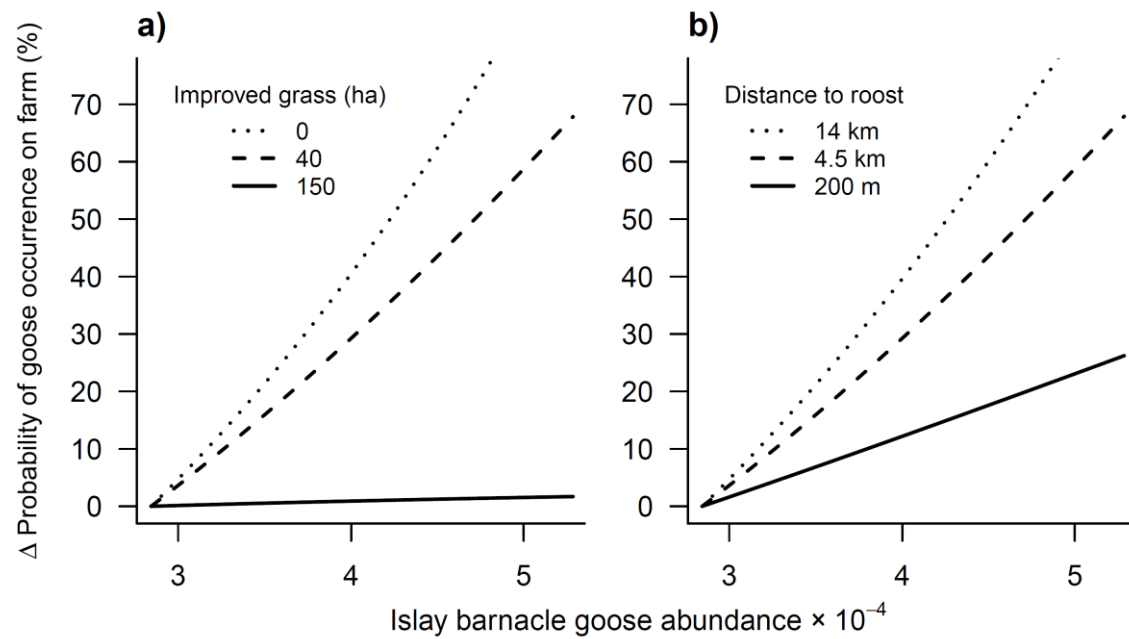 a)
Improved grass (ha)
0
40
150
b)
Distance to roost
14 km
4.5 km
200 m
Δ Probability of goose occurrence on farm (%)
70
60
50
40
30
20
10
0
70
60
50
40
30
20
10
0
3 4 5
3 4 5
Islay barnacle goose abundance × 10⁻⁴